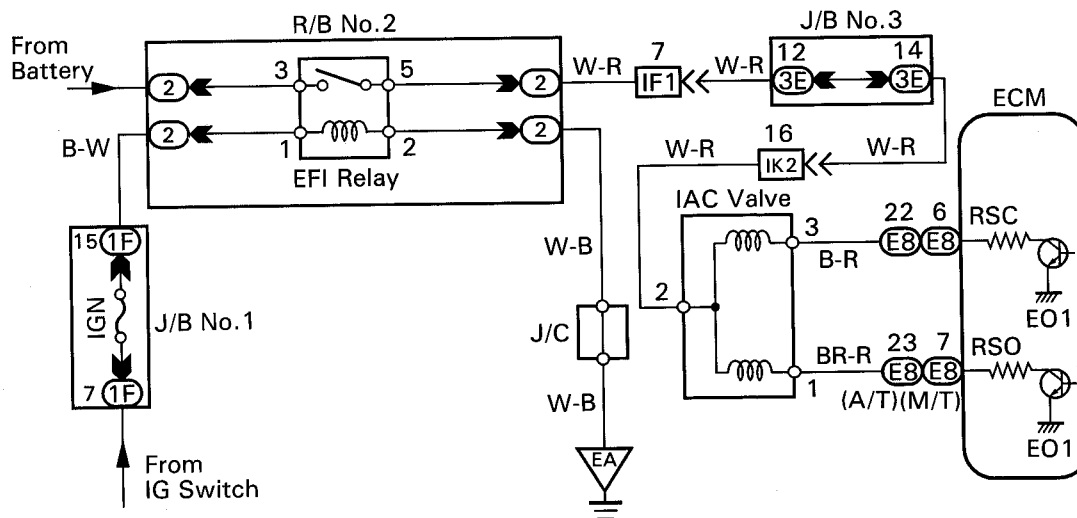 R/B No.2
J/B No.3
From
Battery
3
5
2
2
W-R
7
IF1
W-R
12
3E
14
3E
ECM
B-W
2
1
2
2
EFI Relay
W-R
16
IK2
W-R
IAC Valve
15
1F
IGN
J/B No.1
7
1F
W-B
J/C
W-B
EA
2
3
B-R
22
E8
6
E8
RSC
EO1
1
BR-R
23
E8
7
E8
(A/T)
(M/T)
RSO
EO1
From
IG Switch